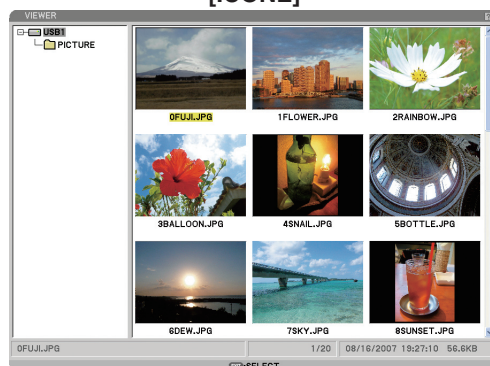 VIEWER
USB1
PICTURE
0FUJI.JPG 1FLOWER.JPG 2RAINBOW.JPG
3BALLOON.JPG 4SNAIL.JPG 5BOTTLE.JPG
6DEW.JPG 7SKY.JPG 8SUNSET.JPG
0FUJI.JPG 1/20 08/16/2007 19:27:10 56.6KB
:SELECT